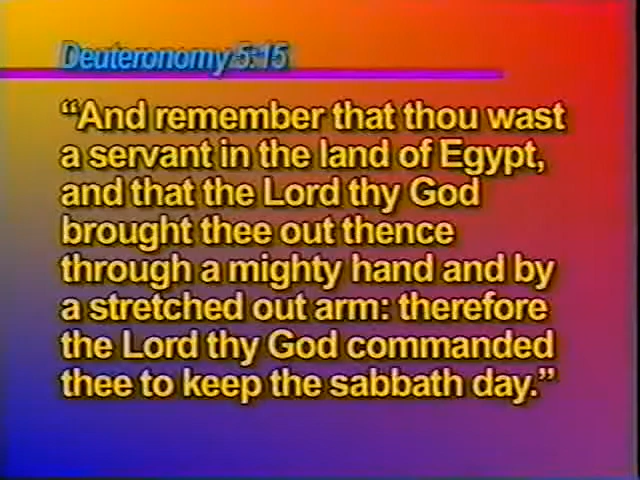 Deuteronomy 5:15
“And remember that thou wast
a servant in the land of Egypt,
and that the Lord thy God
brought thee out thence
through a mighty hand and by
a stretched out arm: therefore
the Lord thy God commanded
thee to keep the sabbath day.”